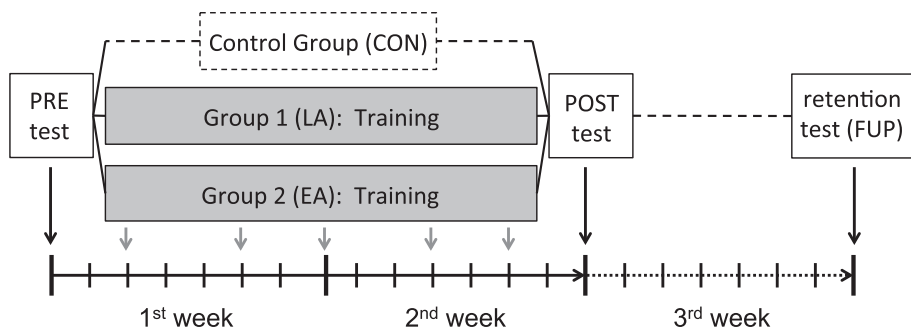 Control Group (CON)
PRE
test
Group 1 (LA): Training
POST
test
retention
test (FUP)
Group 2 (EA): Training
1st week
2nd week
3rd week